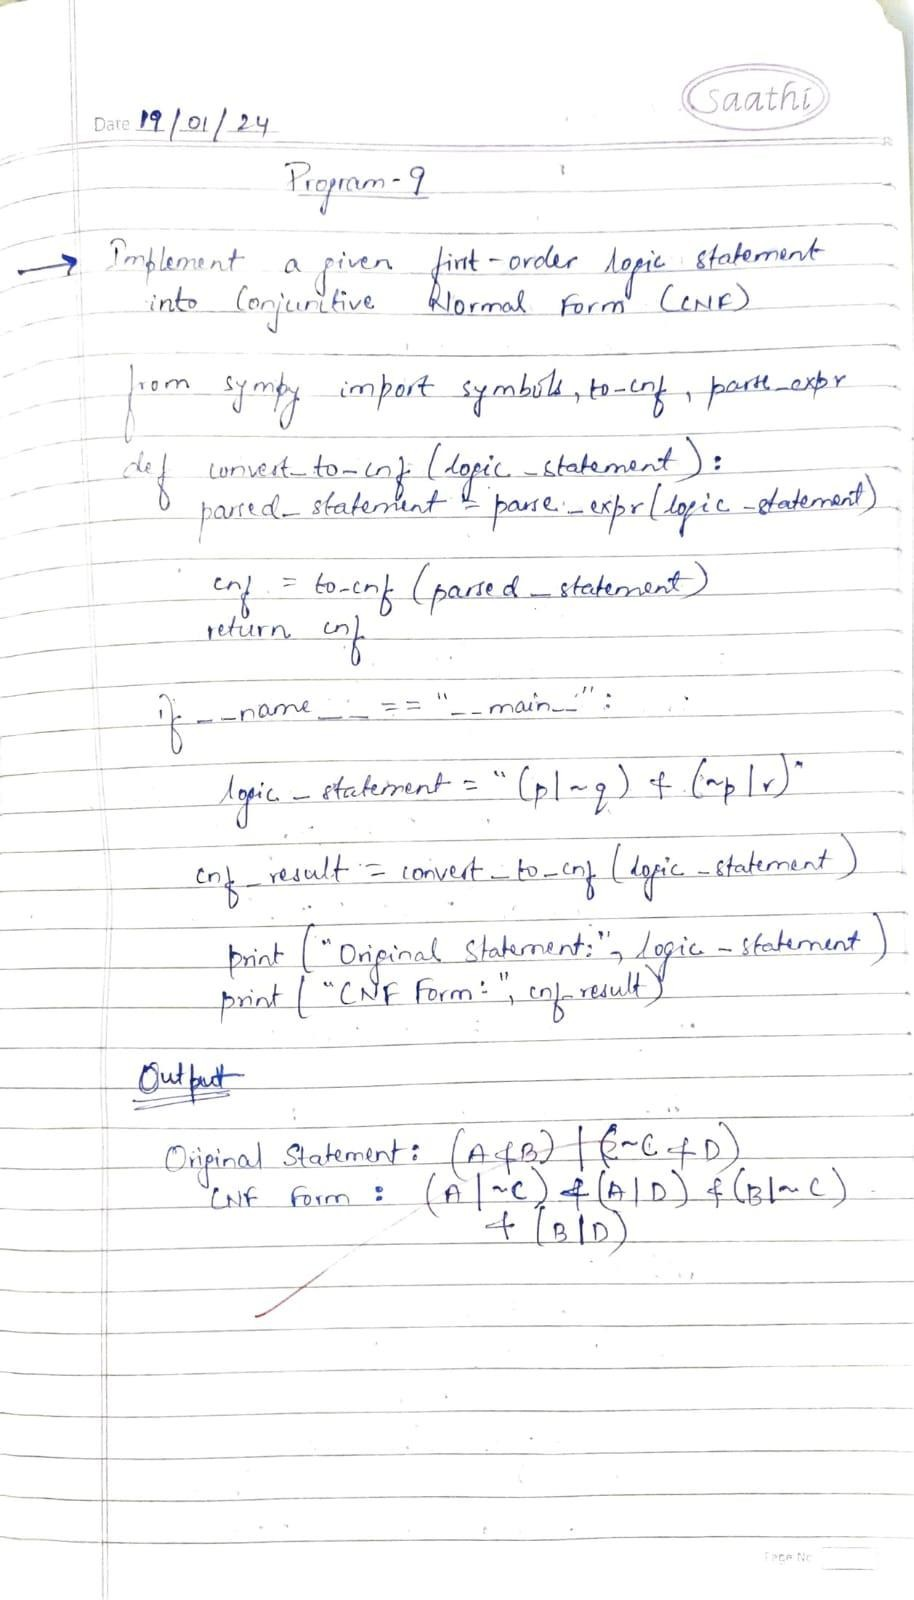 saathi
Date 19/01/24
Program-9
→ Implement a given first-order logic statement
into Conjunctive Normal Form (CNF)
from sympy import symbols, to_cnf, parse_expr
def convert_to_cnf (logic_statement):
parsed_statement = parse_expr(logic_statement)
cnf = to_cnf (parsed_statement)
return cnf
if __name__ == "__main__":
logic_statement = "(p|~q) & (~p|r)"
cnf_result = convert_to_cnf (logic_statement)
print ("Original Statement:", logic_statement)
print ("CNF Form:", cnf_result)
Output
Original Statement: (A & B) | (~C & D)
CNF Form : (A|~C) & (A|D) & (B|~C)
& (B|D)
Page No